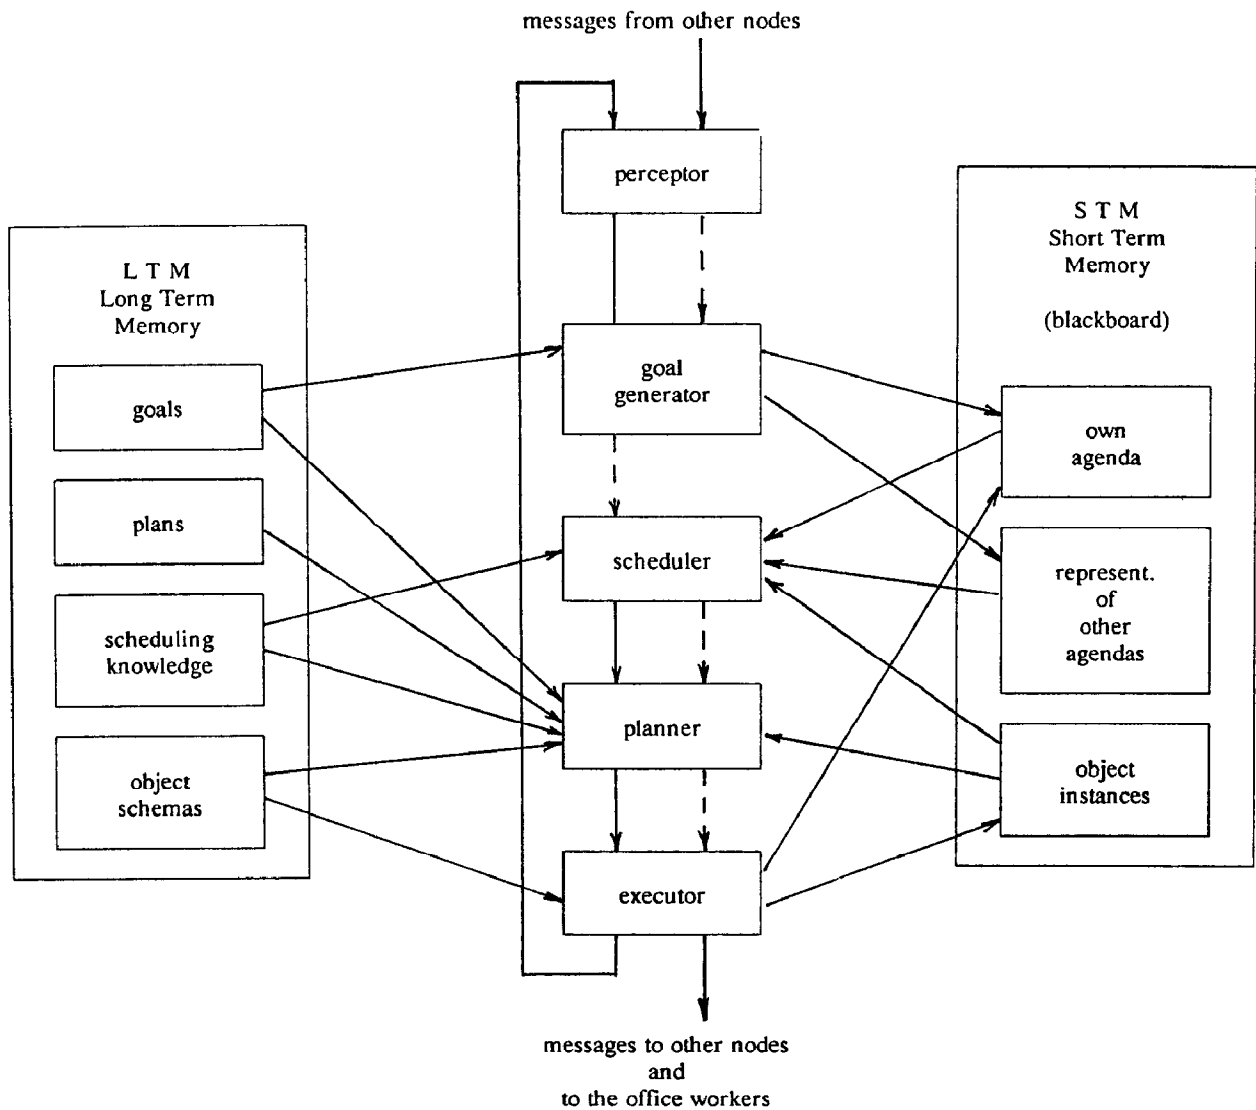 messages from other nodes
perceptor
L T M
Long Term
Memory
goals
plans
scheduling
knowledge
object
schemas
goal
generator
scheduler
planner
executor
S T M
Short Term
Memory
(blackboard)
own
agenda
represent.
of
other
agendas
object
instances
messages to other nodes
and
to the office workers